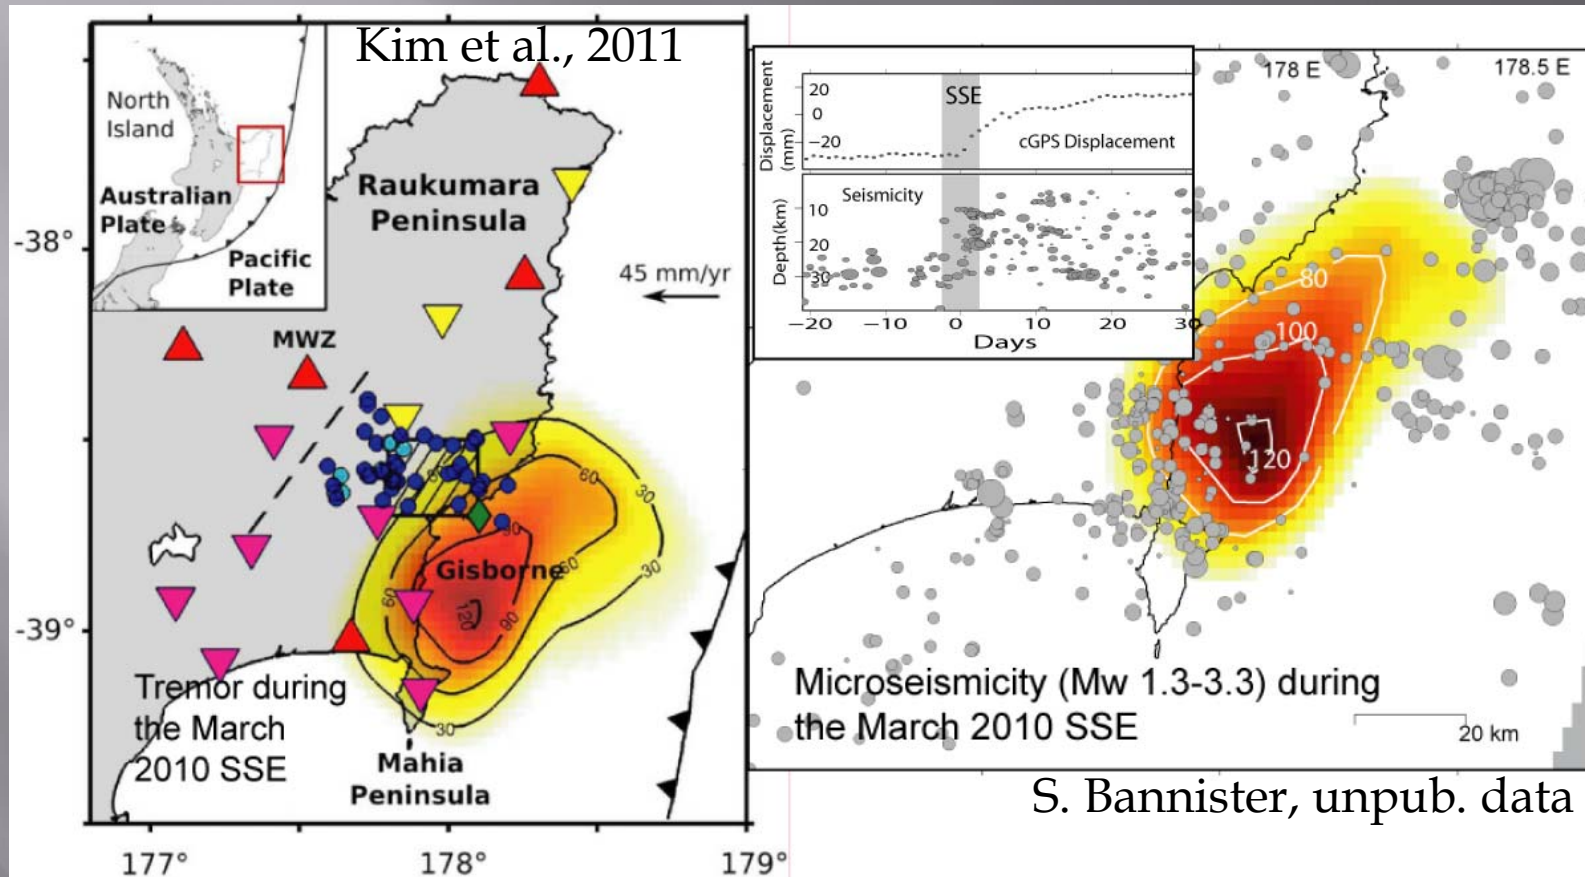 Kim et al., 2011
North
Island
Australian
Plate
Pacific
Plate
Raukumara
Peninsula
-38°
45 mm/yr
MWZ
60
30
90
60
30
Gisborne
60
120
90
-39°
30
Tremor during
the March
2010 SSE
Mahia
Peninsula
177°
178°
179°
Displacement
(mm)
20
0
−20
SSE
cGPS Displacement
Seismicity
Depth(km)
10
20
30
−20
−10
0
10
20
30
Days
178 E
178.5 E
80
100
120
Microseismicity (Mw 1.3-3.3) during
the March 2010 SSE
20 km
S. Bannister, unpub. data